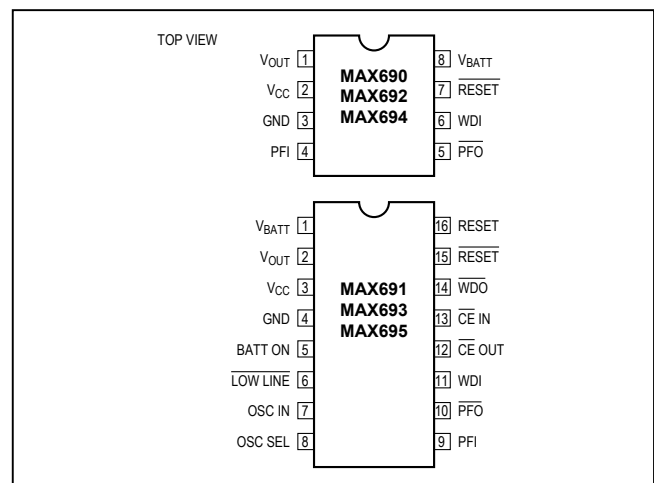 TOP VIEW
VOUT 1
VCC 2
GND 3
PFI 4
MAX690
MAX692
MAX694
8 VBATT
7 RESET
6 WDI
5 PFO
VBATT 1
VOUT 2
VCC 3
GND 4
BATT ON 5
LOW LINE 6
OSC IN 7
OSC SEL 8
MAX691
MAX693
MAX695
16 RESET
15 RESET
14 WDO
13 CE IN
12 CE OUT
11 WDI
10 PFO
9 PFI